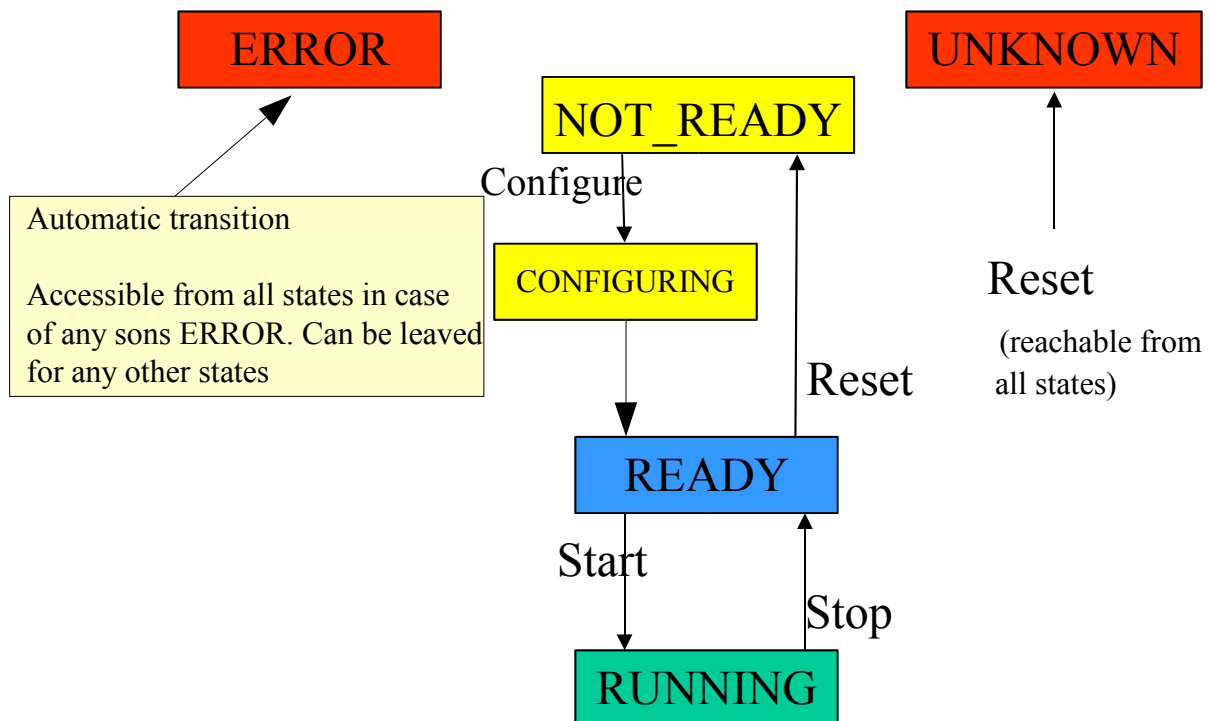 ERROR
UNKNOWN
NOT_READY
Configure
Automatic transition
Accessible from all states in case
of any sons ERROR. Can be leaved
for any other states
CONFIGURING
Reset
(reachable from
all states)
Reset
READY
Start
Stop
RUNNING